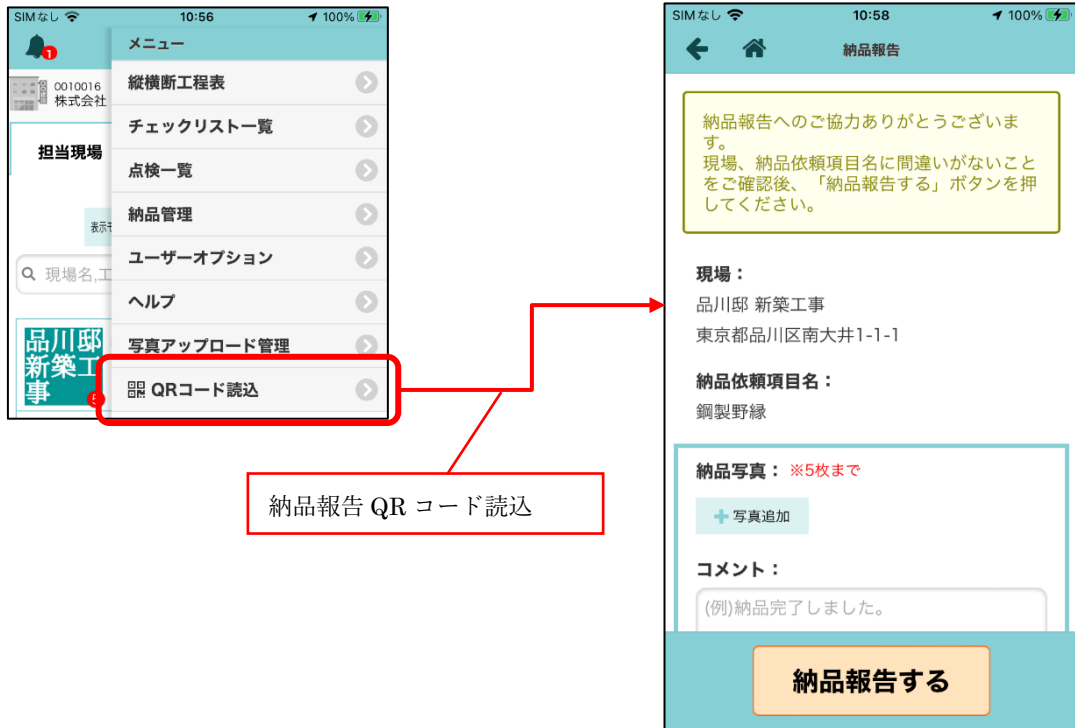 SIMなし 10:56 100%
1
メニュー
0010016
株式会社
担当現場
現場名,工
品川邸
新築工
事
5
縦横断工程表
チェックリスト一覧
点検一覧
納品管理
ユーザーオプション
ヘルプ
写真アップロード管理
QRコード読込
納品報告 QR コード読込
SIMなし 10:58 100%
納品報告
納品報告へのご協力ありがとうございま
す。
現場、納品依頼項目名に間違いがないこと
をご確認後、「納品報告する」ボタンを押
してください。
現場：
品川邸 新築工事
東京都品川区南大井1-1-1
納品依頼項目名：
鋼製野縁
納品写真： ※5枚まで
写真追加
コメント：
(例)納品完了しました。
納品報告する